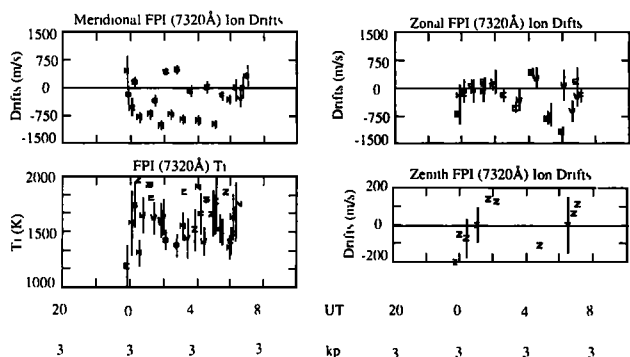 Meridional FPI (7320Å) Ion Drifts
1500
750
0
-750
-1500
Drifts (m/s)
Zonal FPI (7320Å) Ion Difts
1500
750
0
-750
-1500
Drifts (m/s)
FPI (7320Å) Ti
2000
1500
1000
Ti (K)
Zenith FPI (7320Å) Ion Drifts
200
0
-200
Drifts (m/s)
20 0 4 8 UT 20 0 4 8
3 3 3 3 kp 3 3 3 3